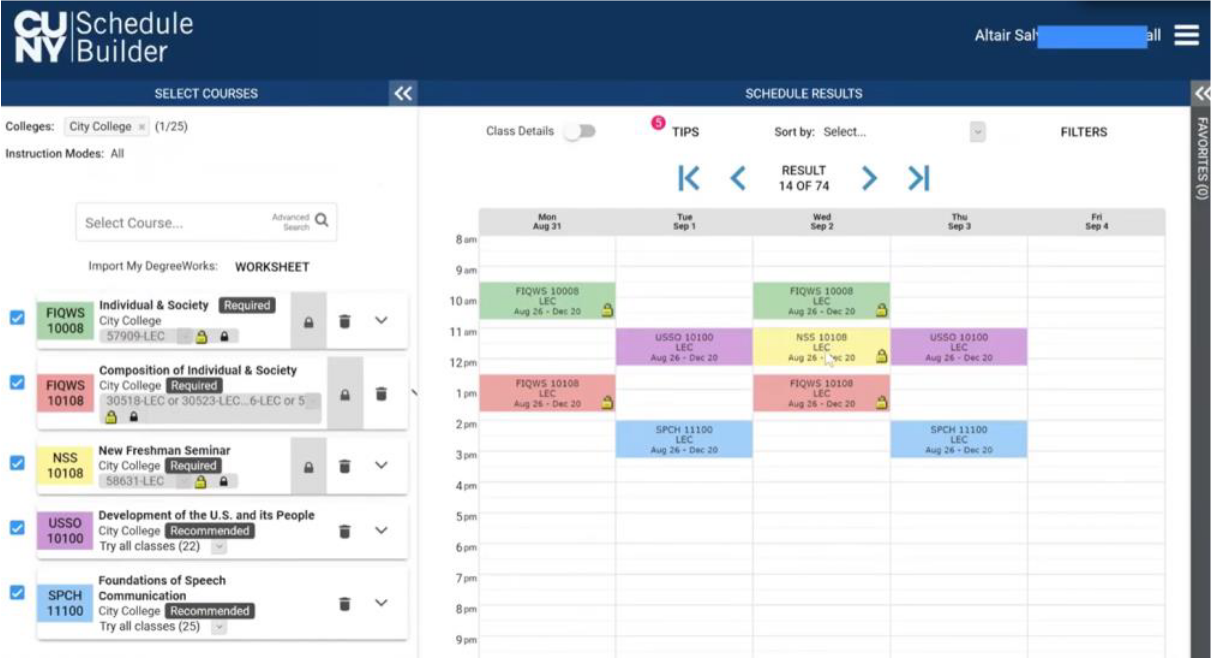 CUNY Schedule Builder
Altair Sal all
SELECT COURSES
SCHEDULE RESULTS
Colleges: City College × (1/25)
Instruction Modes: All
Select Course... Advanced Search
Import My DegreeWorks: WORKSHEET
FIQWS 10008
Individual & Society Required
City College
57909-LEC
FIQWS 10108
Composition of Individual & Society
City College Required
30518-LEC or 30523-LEC...6-LEC or 5
NSS 10108
New Freshman Seminar
City College Required
58631-LEC
USSO 10100
Development of the U.S. and its People
City College Recommended
Try all classes (22)
SPCH 11100
Foundations of Speech
Communication
City College Recommended
Try all classes (25)
Class Details
5 TIPS
Sort by: Select...
FILTERS
RESULT
14 OF 74
FAVORITES (0)
Mon Tue Wed Thu Fri
Aug 31 Sep 1 Sep 2 Sep 3 Sep 4
8 am
9 am
10 am
11 am
12 pm
1 pm
2 pm
3 pm
4 pm
5 pm
6 pm
7 pm
8 pm
9 pm
FIQWS 10008
LEC
Aug 26 - Dec 20
FIQWS 10008
LEC
Aug 26 - Dec 20
USSO 10100
LEC
Aug 26 - Dec 20
NSS 10108
LEC
Aug 26 - Dec 20
USSO 10100
LEC
Aug 26 - Dec 20
FIQWS 10108
LEC
Aug 26 - Dec 20
FIQWS 10108
LEC
Aug 26 - Dec 20
SPCH 11100
LEC
Aug 26 - Dec 20
SPCH 11100
LEC
Aug 26 - Dec 20